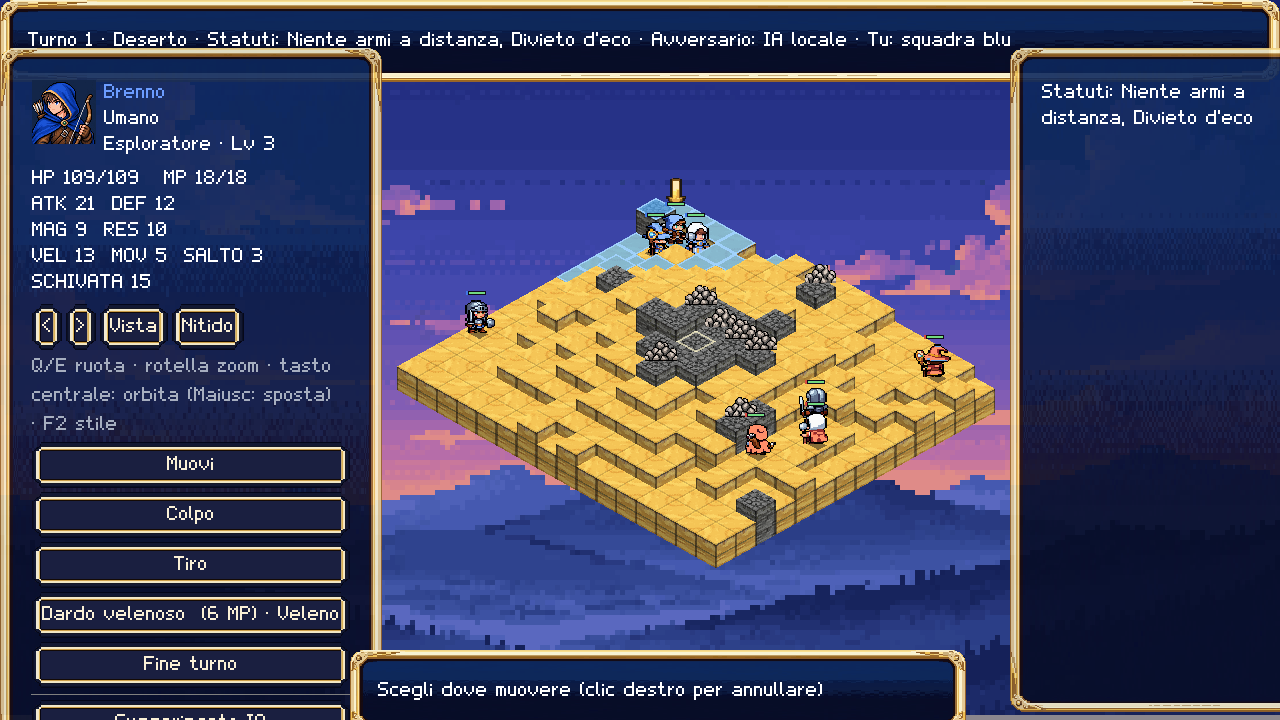 Turno 1 · Deserto · Statuti: Niente armi a distanza, Divieto d'eco · Avversario: IA locale · Tu: squadra blu
Brenno
Umano
Esploratore · Lv 3
HP 109/109 MP 18/18
ATK 21 DEF 12
MAG 9 RES 10
VEL 13 MOV 5 SALTO 3
SCHIVATA 15
< > Vista Nitido
Q/E ruota · rotella zoom · tasto
centrale: orbita (Maiusc: sposta)
· F2 stile
Muovi
Colpo
Tiro
Dardo velenoso (6 MP) · Veleno
Fine turno
Suggerimento IA
Scegli dove muovere (clic destro per annullare)
Statuti: Niente armi a
distanza, Divieto d'eco